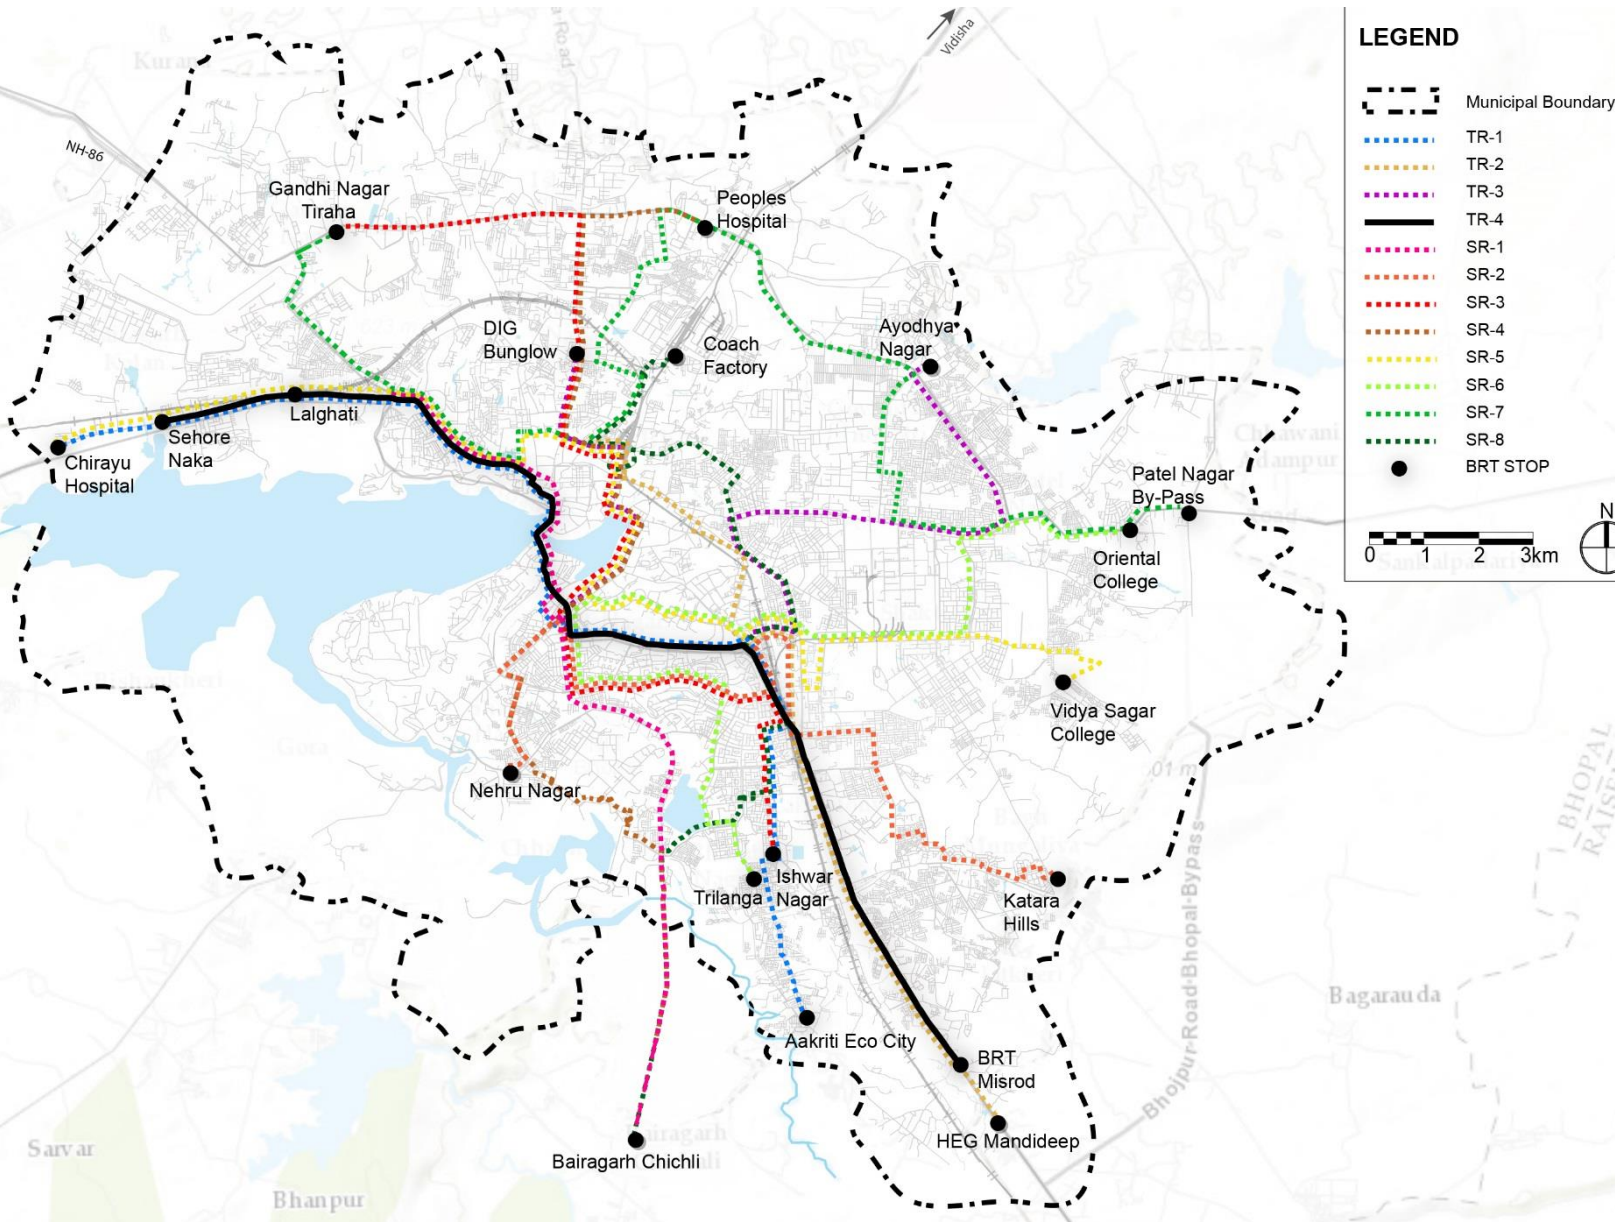 LEGEND
Municipal Boundary
TR-1
TR-2
TR-3
TR-4
SR-1
SR-2
SR-3
SR-4
SR-5
SR-6
SR-7
SR-8
BRT STOP
0 1 2 3km
N
Vidisha
NH-86
Gandhi Nagar
Tiraha
Peoples
Hospital
DIG
Bunglow
Coach
Factory
Ayodhya
Nagar
Lalghati
Sehore
Naka
Chirayu
Hospital
Patel Nagar
By-Pass
Oriental
College
Vidya Sagar
College
Nehru Nagar
Trilanga
Ishwar
Nagar
Katara
Hills
Aakriti Eco City
BRT
Misrod
HEG Mandideep
Bairagarh Chichli
Bhojpur-Road-Bhopal-Bypass
Bagarauda
BHOPAL
Sarvar
Bhanpur